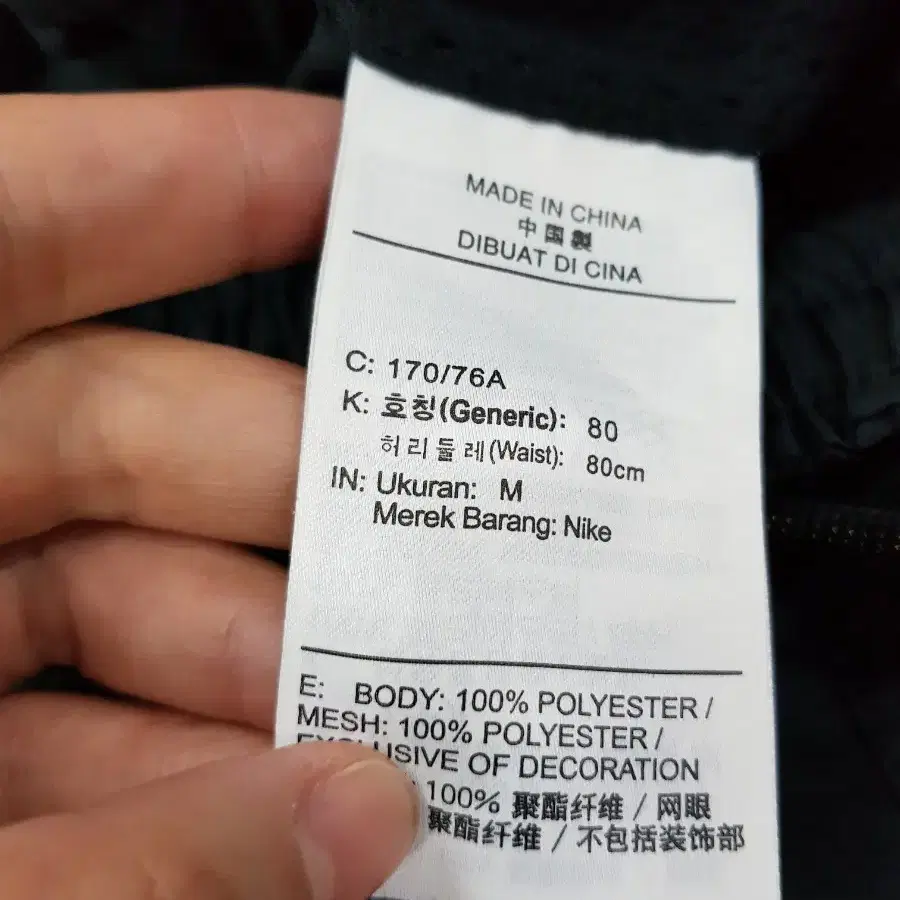 MADE IN CHINA
中国製
DIBUAT DI CINA
C: 170/76A
K: 호칭(Generic): 80
허리둘레(Waist): 80cm
IN: Ukuran: M
Merek Barang: Nike
E: BODY: 100% POLYESTER /
MESH: 100% POLYESTER /
EXCLUSIVE OF DECORATION
100% 聚酯纤维 / 网眼
聚酯纤维 / 不包括装饰部